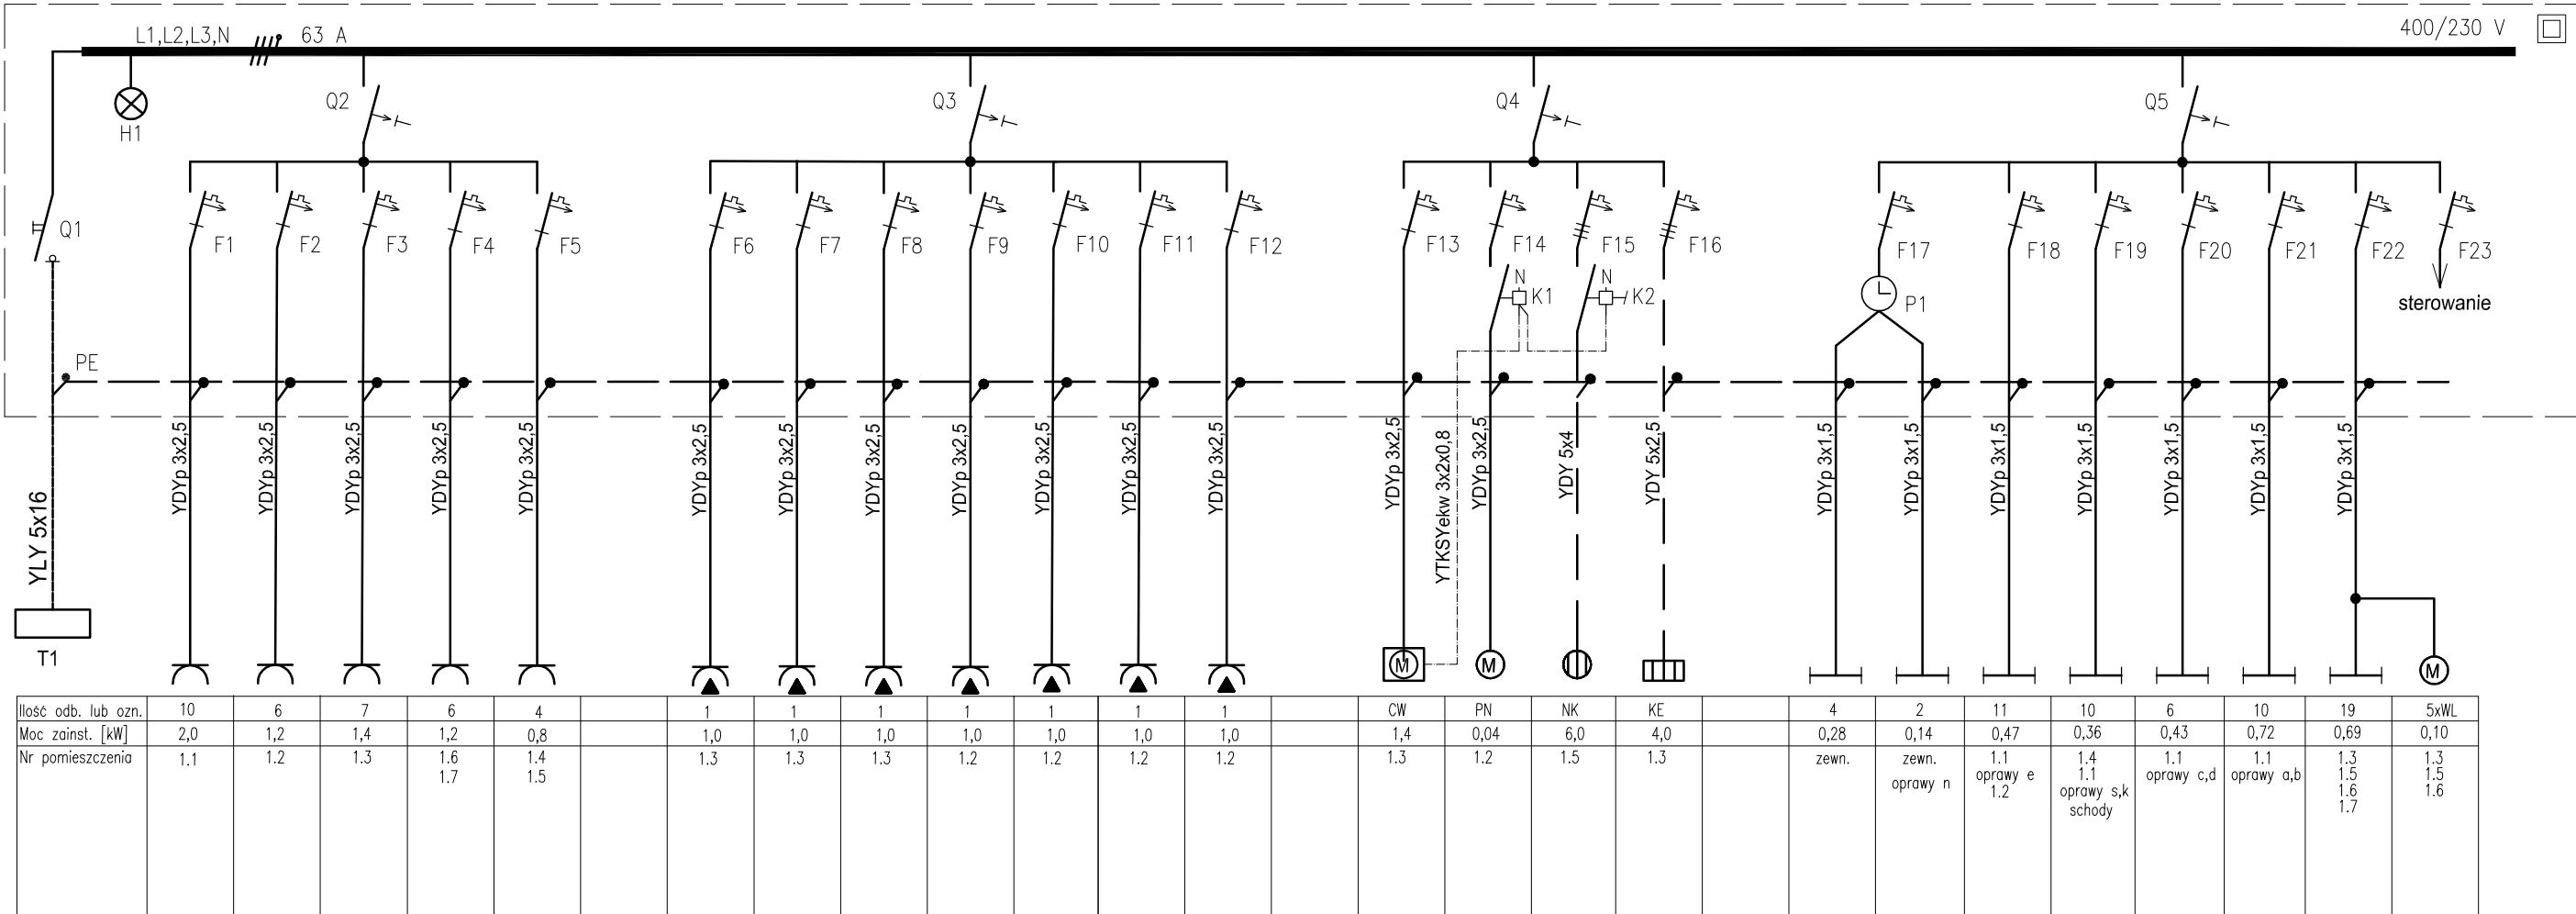 L1,L2,L3,N 63 A 400/230 V
H1
Q2 Q3 Q4 Q5
Q1
F1 F2 F3 F4 F5 F6 F7 F8 F9 F10 F11 F12 F13 F14 F15 F16 F17 F18 F19 F20 F21 F22 F23
N N
K1 K2
P1
sterowanie
PE
YLY 5x16
YDYp 3x2,5
YDYp 3x2,5
YDYp 3x2,5
YDYp 3x2,5
YDYp 3x2,5
YDYp 3x2,5
YDYp 3x2,5
YDYp 3x2,5
YDYp 3x2,5
YDYp 3x2,5
YDYp 3x2,5
YDYp 3x2,5
YDYp 3x2,5
YTKSYekw 3x2x0,8
YDYp 3x2,5
YDY 5x4
YDY 5x2,5
YDYp 3x1,5
YDYp 3x1,5
YDYp 3x1,5
YDYp 3x1,5
YDYp 3x1,5
YDYp 3x1,5
YDYp 3x1,5
T1
M M M
Ilość odb. lub ozn. 10 6 7 6 4 1 1 1 1 1 1 1 CW PN NK KE 4 2 11 10 6 10 19 5xWL
Moc zainst. [kW] 2,0 1,2 1,4 1,2 0,8 1,0 1,0 1,0 1,0 1,0 1,0 1,0 1,4 0,04 6,0 4,0 0,28 0,14 0,47 0,36 0,43 0,72 0,69 0,10
Nr pomieszczenia 1.1 1.2 1.3 1.6 1.4 1.3 1.3 1.3 1.2 1.2 1.2 1.2 1.3 1.2 1.5 1.3 zewn. zewn. 1.1 1.4 1.1 1.1 1.3 1.3
1.7 1.5 oprawy n oprawy e 1.1 oprawy c,d oprawy a,b 1.5 1.5
1.2 oprawy s,k 1.6 1.6
schody 1.7